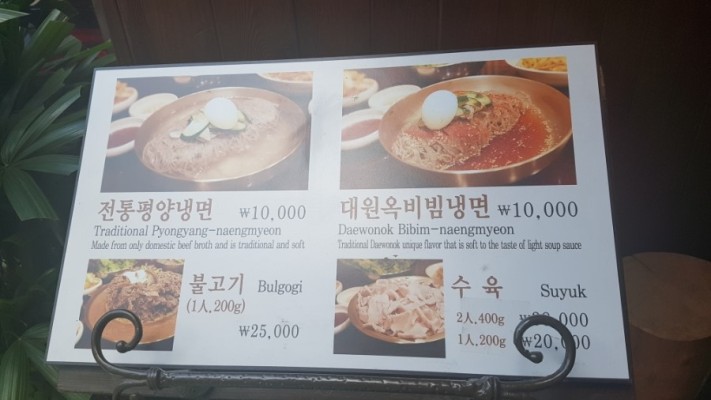 전통평양냉면 ₩10,000
Traditional Pyongyang-naengmyeon
Made from only domestic beef broth and is traditional and soft
대원옥비빔냉면 ₩10,000
Daewonok Bibim-naengmyeon
Traditional Daewonok unique flavor that is soft to the taste of light soup sauce
불고기 Bulgogi
(1人.200g)
₩25,000
수육 Suyuk
2人.400g
1人.200g ₩20,000